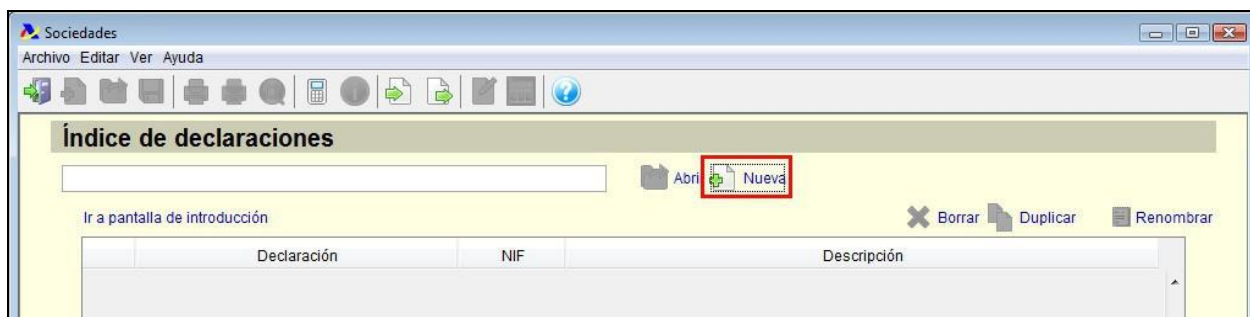 Sociedades
Archivo Editar Ver Ayuda
Índice de declaraciones
Abri Nueva
Ir a pantalla de introducción Borrar Duplicar Renombrar
Declaración NIF Descripción